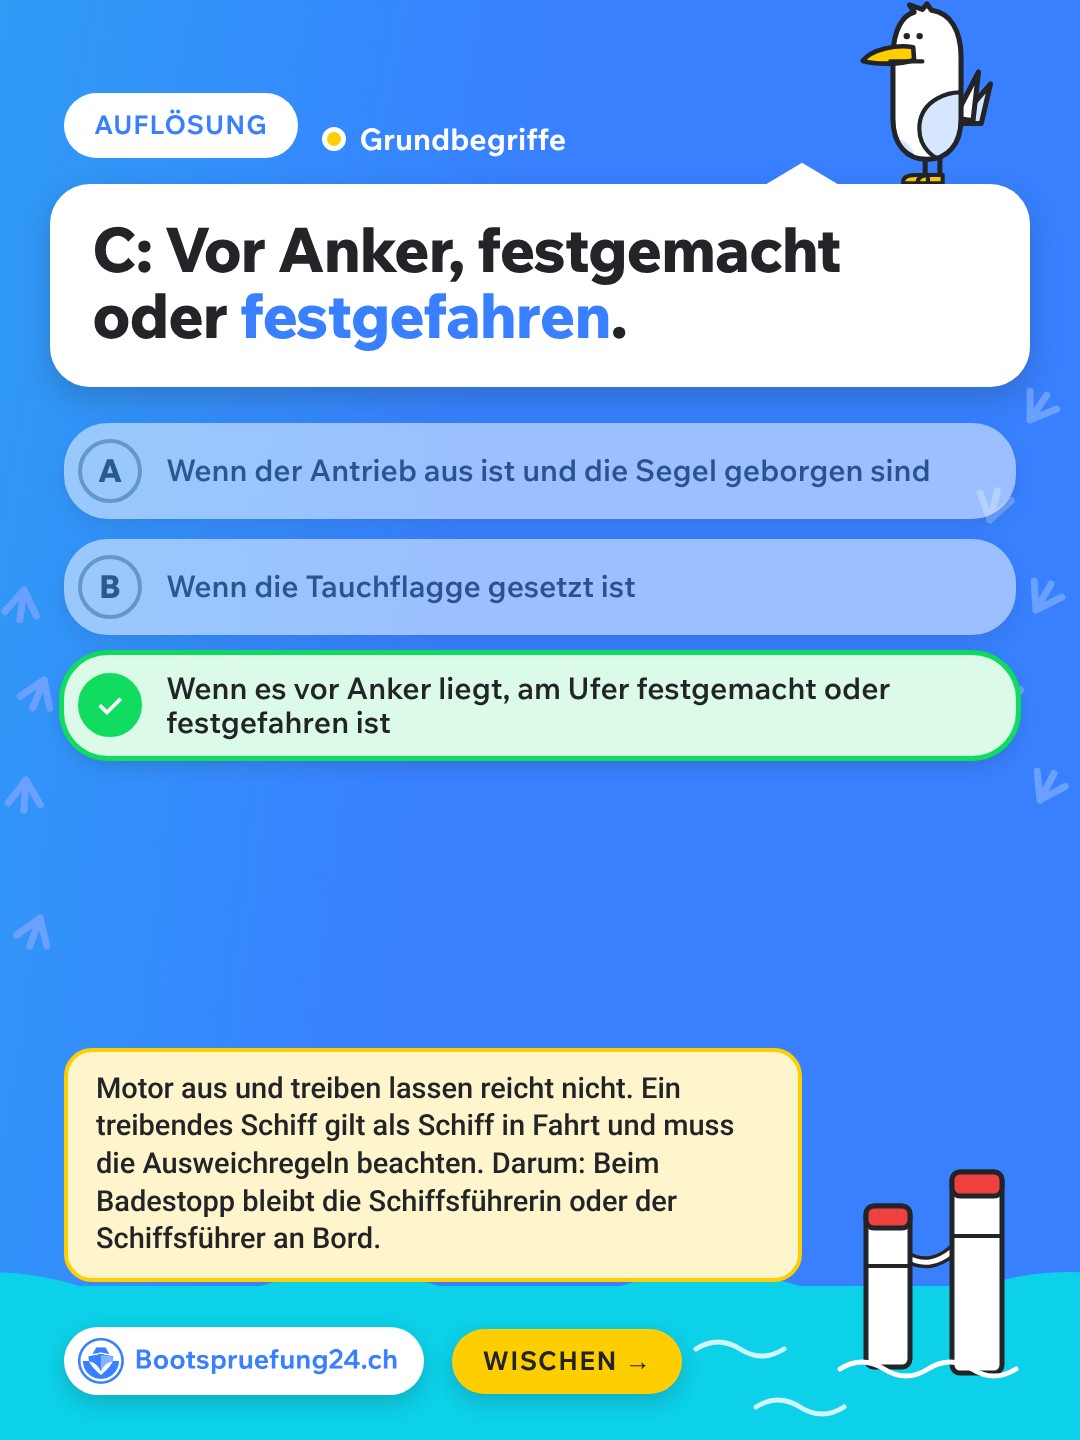 AUFLÖSUNG
Grundbegriffe
C: Vor Anker, festgemacht
oder festgefahren.
A Wenn der Antrieb aus ist und die Segel geborgen sind
B Wenn die Tauchflagge gesetzt ist
Wenn es vor Anker liegt, am Ufer festgemacht oder
festgefahren ist
Motor aus und treiben lassen reicht nicht. Ein
treibendes Schiff gilt als Schiff in Fahrt und muss
die Ausweichregeln beachten. Darum: Beim
Badestopp bleibt die Schiffsführerin oder der
Schiffsführer an Bord.
Bootspruefung24.ch
WISCHEN →